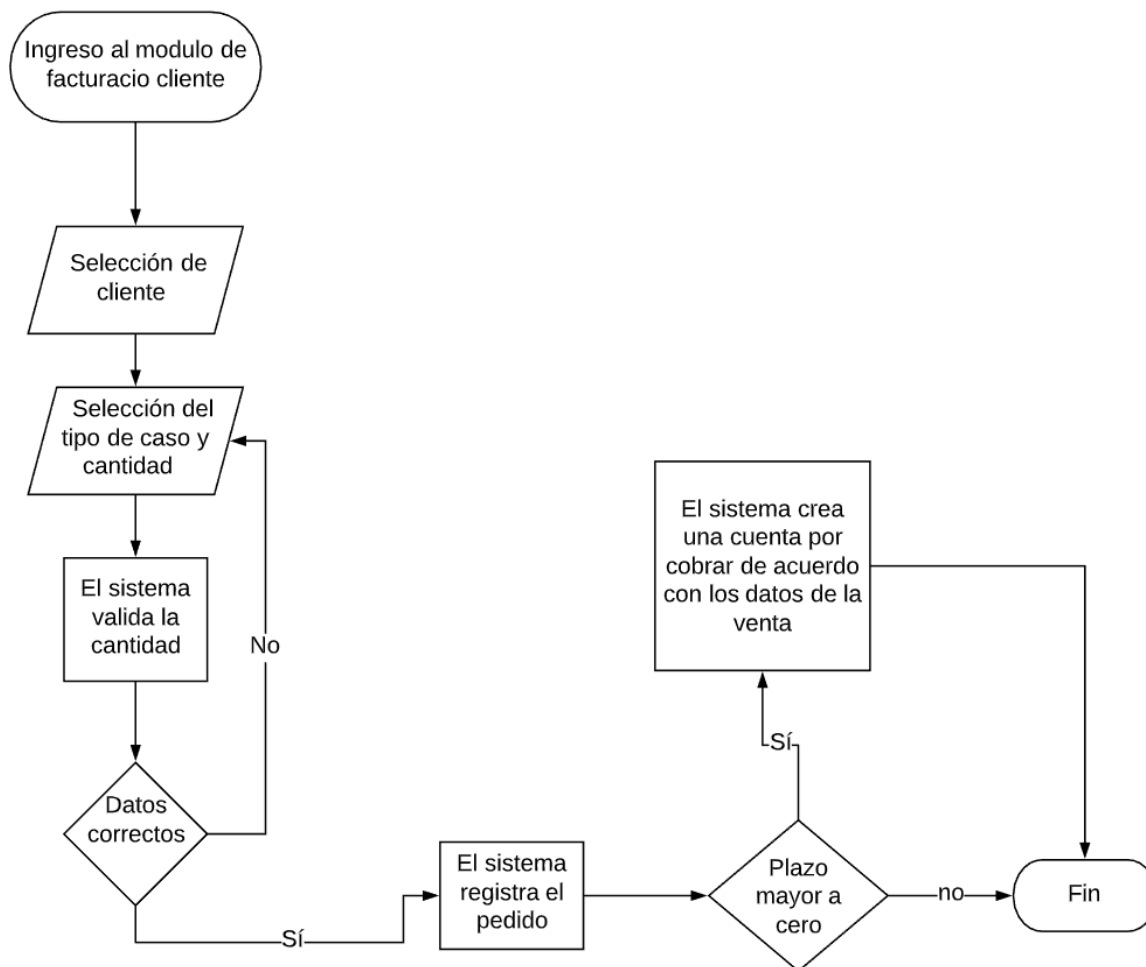 Ingreso al modulo de
facturacio cliente
Selección de
cliente
Selección del
tipo de caso y
cantidad
El sistema
valida la
cantidad
No
Datos
correctos
Sí
El sistema
registra el
pedido
Plazo
mayor a
cero
Sí
El sistema crea
una cuenta por
cobrar de acuerdo
con los datos de la
venta
no
Fin